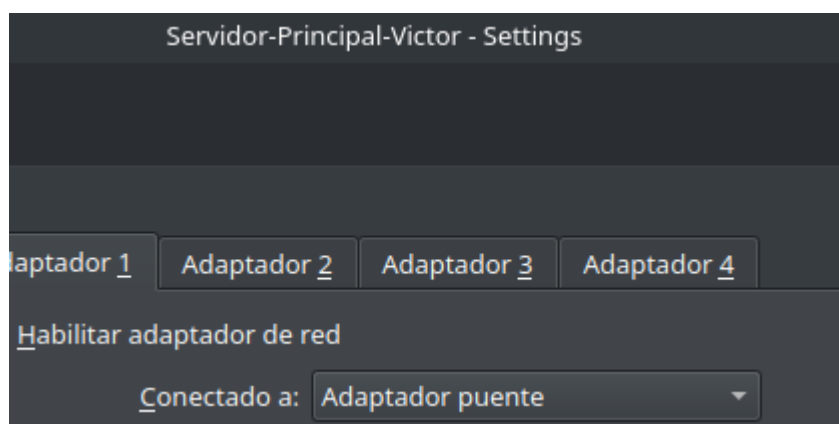 Servidor-Principal-Victor - Settings
daptador 1 Adaptador 2 Adaptador 3 Adaptador 4
Habilitar adaptador de red
Conectado a: Adaptador puente